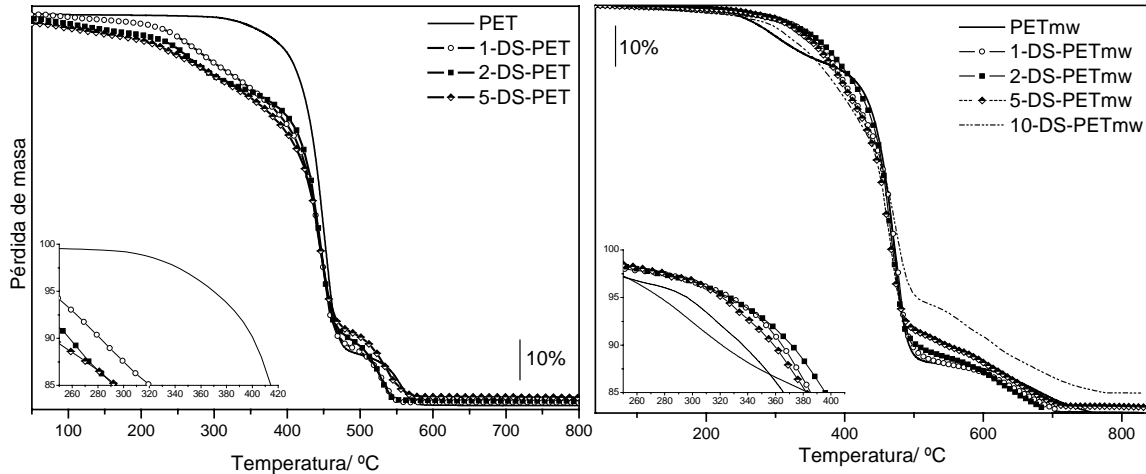 PET
1-DS-PET
2-DS-PET
5-DS-PET
Pérdida de masa
100
95
90
85
260 280 300 320 340 360 380 400 420
10%
100 200 300 400 500 600 700 800
Temperatura/ ºC
10%
PETmw
1-DS-PETmw
2-DS-PETmw
5-DS-PETmw
10-DS-PETmw
100
95
90
85
260 280 300 320 340 360 380 400
200 400 600 800
Temperatura/ ºC